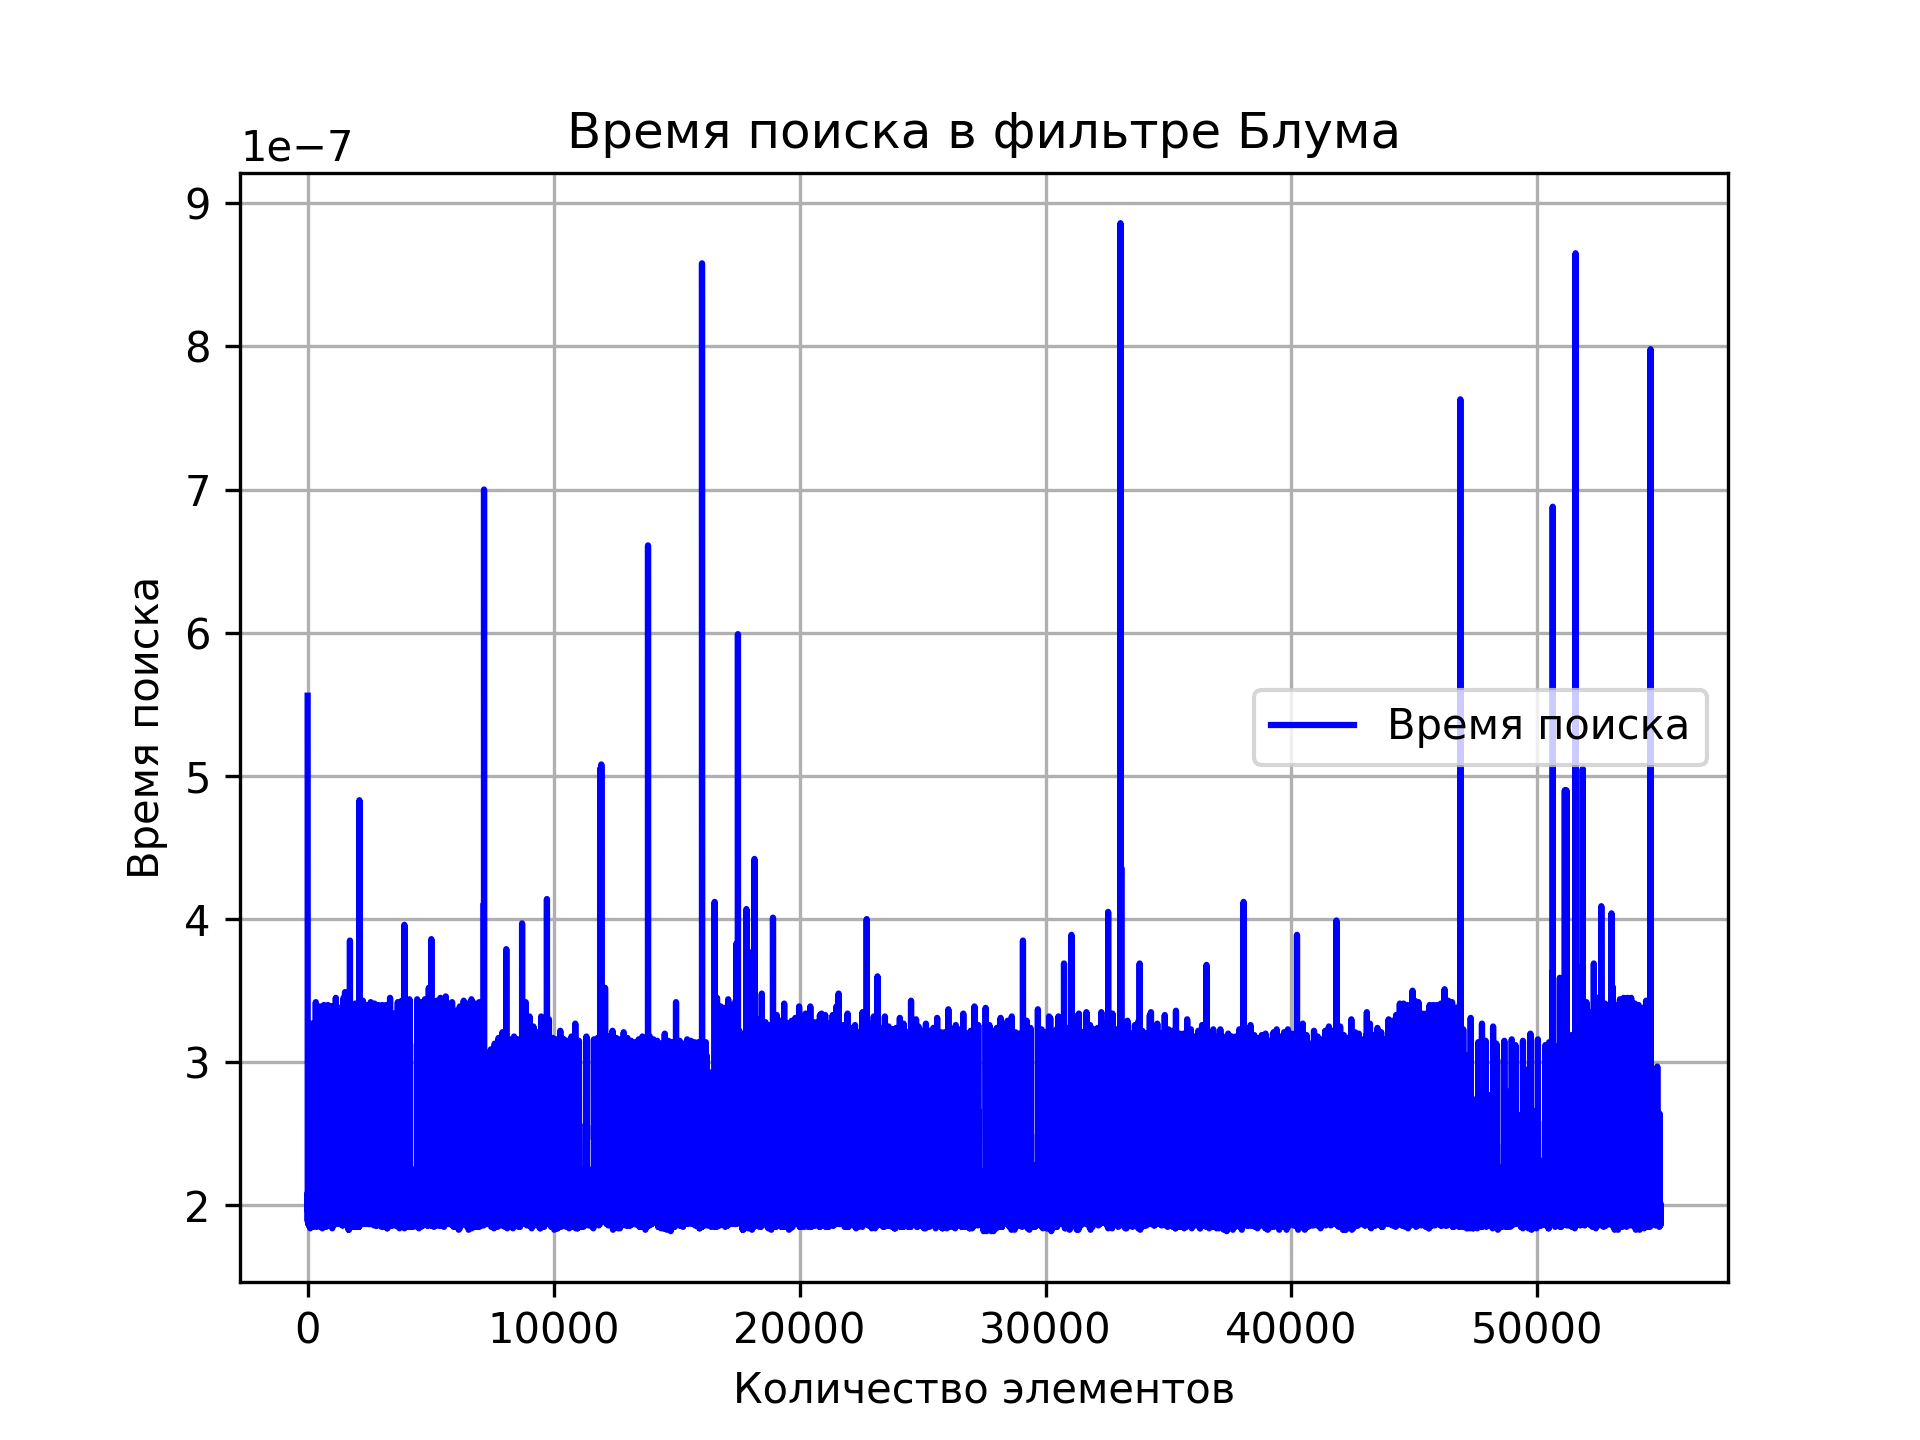 Время поиска в фильтре Блума
1e−7
9
8
7
6
5
4
3
2
Время поиска
Время поиска
0 10000 20000 30000 40000 50000
Количество элементов